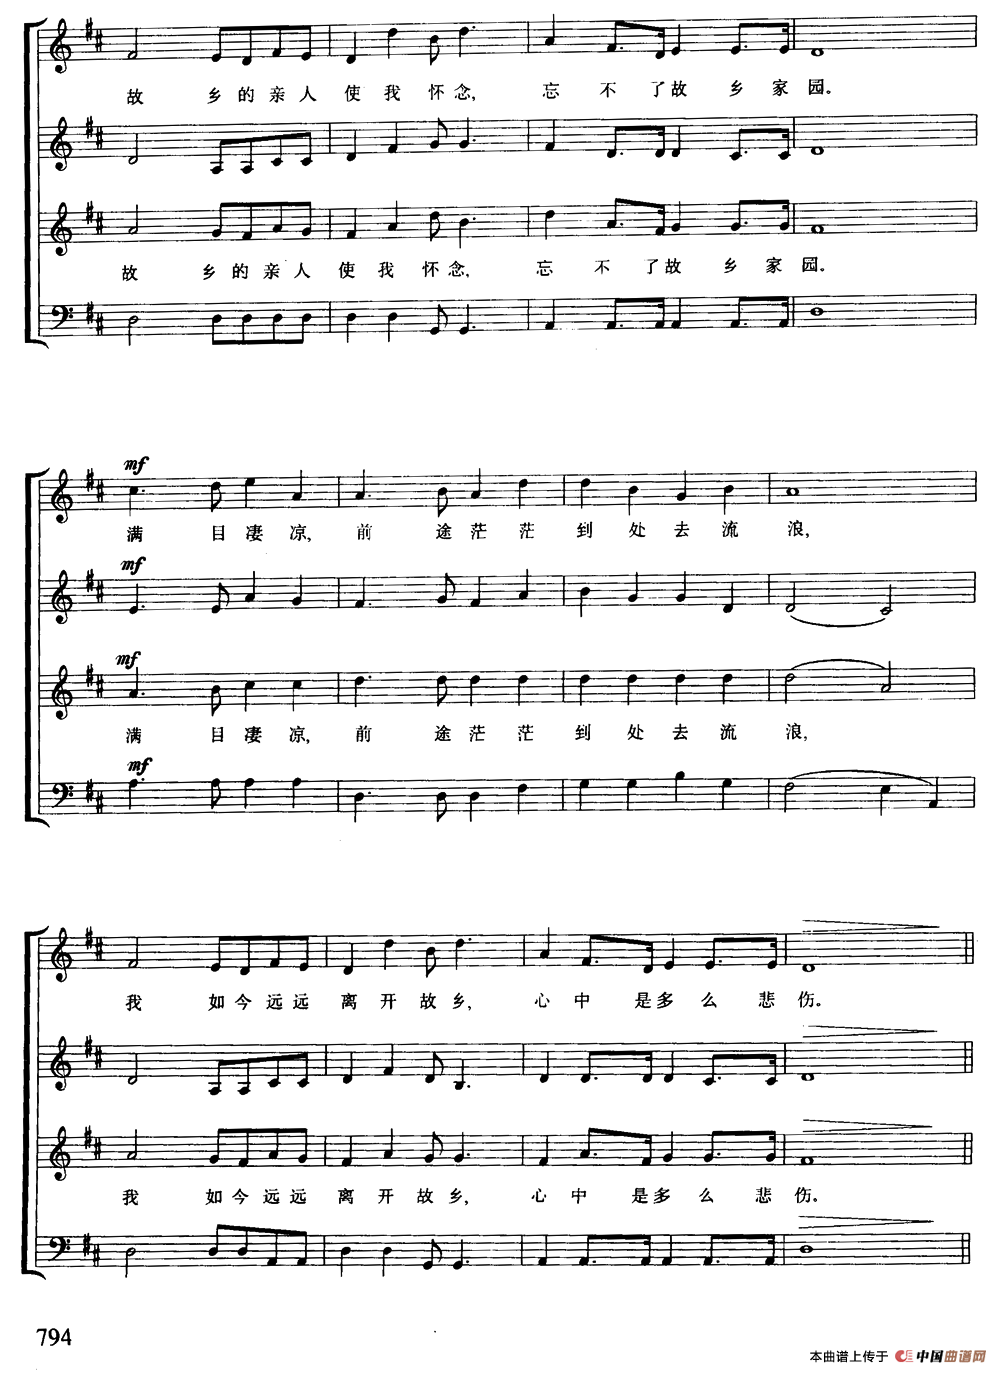 故 乡的亲人 使我怀念, 忘 不 了故 乡家园。
故 乡的亲人 使我怀念, 忘 不 了故 乡家园。
mf
满 目凄凉, 前 途茫茫 到处去流 浪,
mf
mf
满 目凄凉, 前 途茫茫 到处去流 浪,
mf
我 如今远远 离开故乡, 心中 是多么 悲伤。
我 如今远远 离开故乡, 心中 是多么 悲伤。
794
本曲谱上传于 中国曲谱网